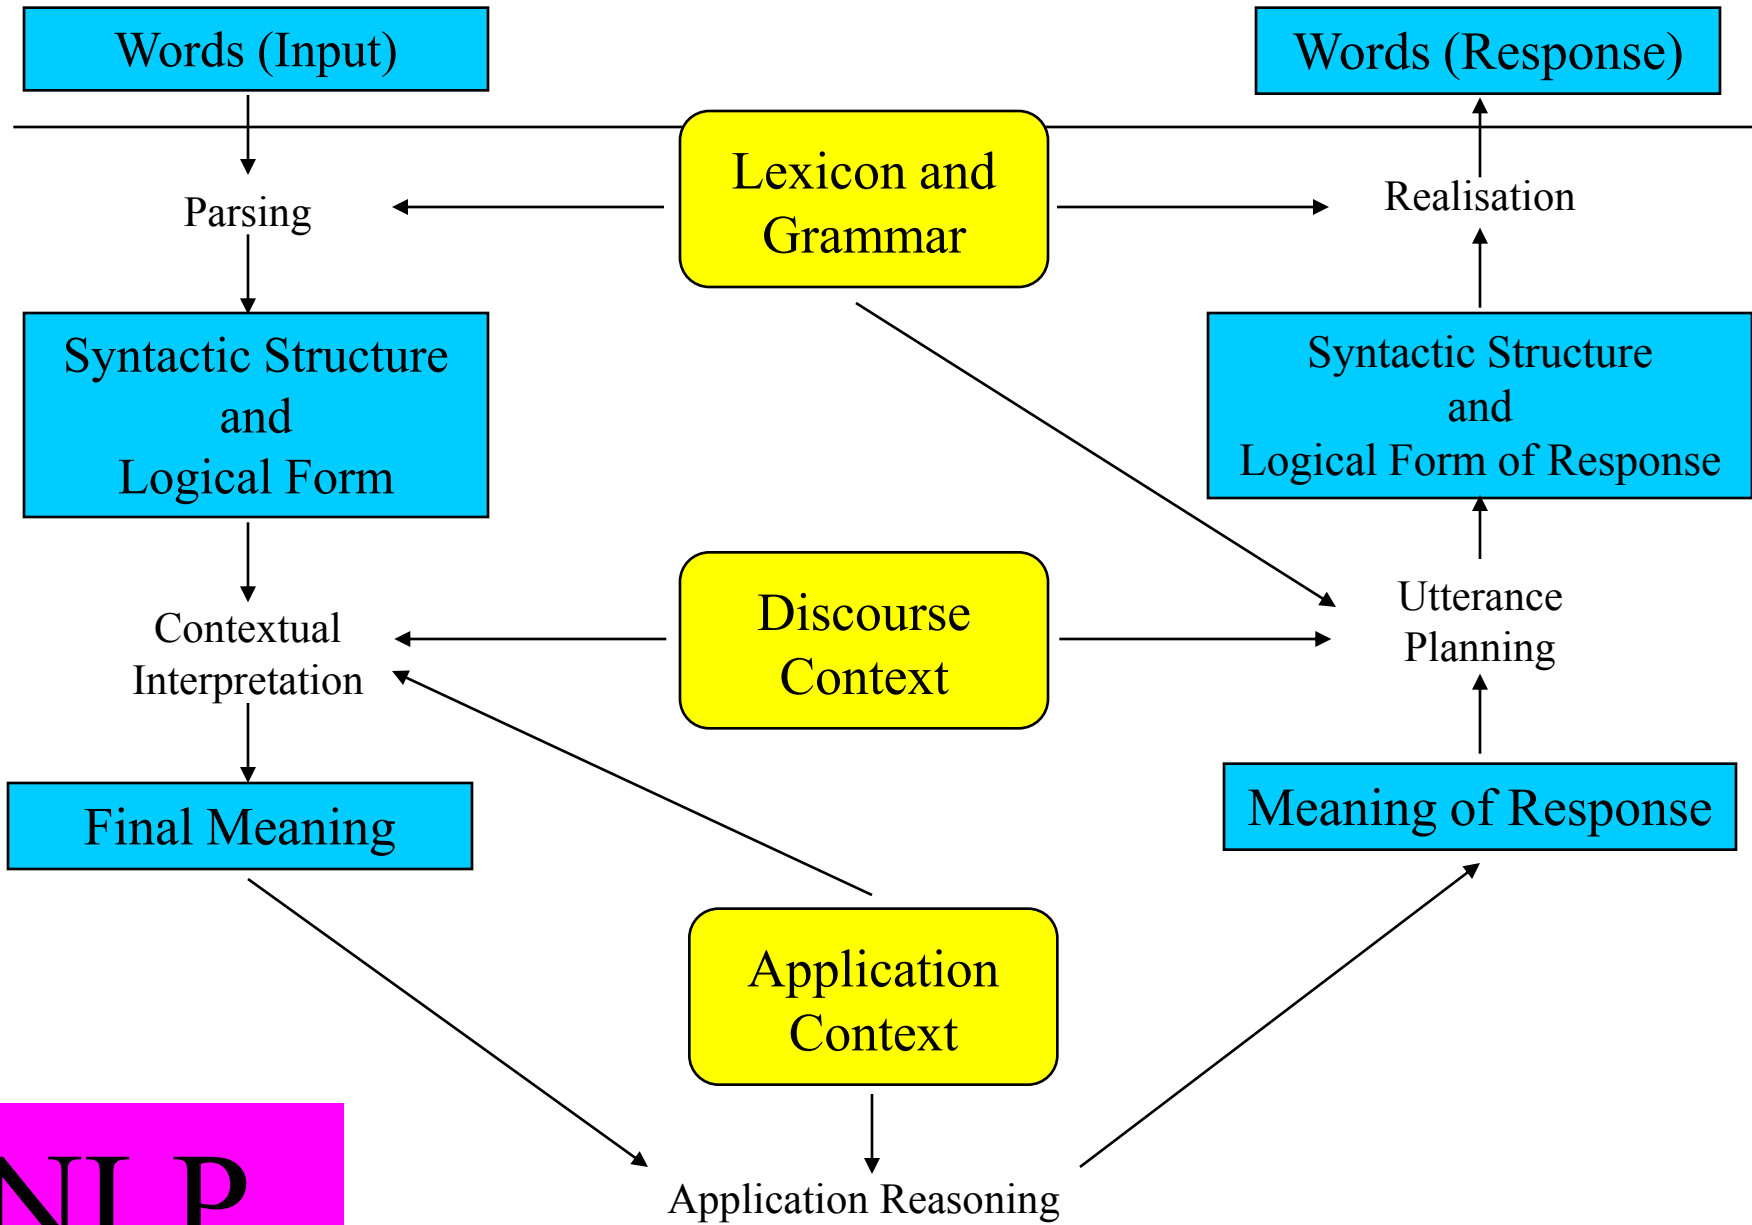 Words (Input)
Words (Response)
Lexicon and
Grammar
Parsing
Realisation
Syntactic Structure
and
Logical Form
Syntactic Structure
and
Logical Form of Response
Discourse
Context
Contextual
Interpretation
Utterance
Planning
Final Meaning
Meaning of Response
Application
Context
Application Reasoning
NLP